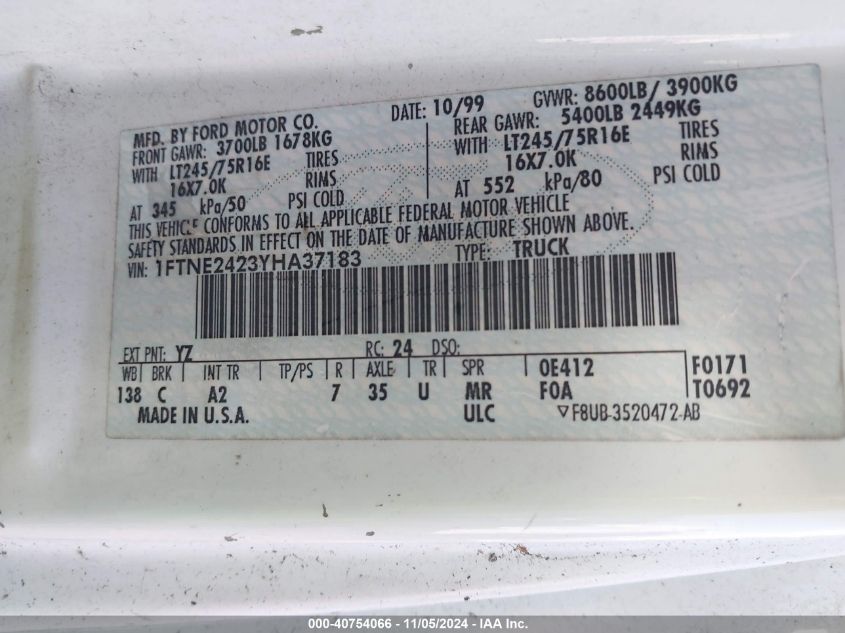 MFD. BY FORD MOTOR CO. DATE: 10/99 GVWR: 8600LB/ 3900KG
FRONT GAWR: 3700LB 1678KG REAR GAWR: 5400LB 2449KG
WITH LT245/75R16E TIRES WITH LT245/75R16E TIRES
16X7.0K RIMS 16X7.0K RIMS
AT 345 kPa/50 PSI COLD AT 552 kPa/80 PSI COLD
THIS VEHICLE CONFORMS TO ALL APPLICABLE FEDERAL MOTOR VEHICLE
SAFETY STANDARDS IN EFFECT ON THE DATE OF MANUFACTURE SHOWN ABOVE.
VIN: 1FTNE2423YHA37183 TYPE: TRUCK
EXT PNT: YZ RC: 24 DSO:
WB BRK INT TR TP/PS R AXLE TR SPR 0E412 F0171
138 C A2 7 35 U MR F0A T0692
MADE IN U.S.A. ULC ▽F8UB-3520472-AB
000-40754066 - 11/05/2024 - IAA Inc.